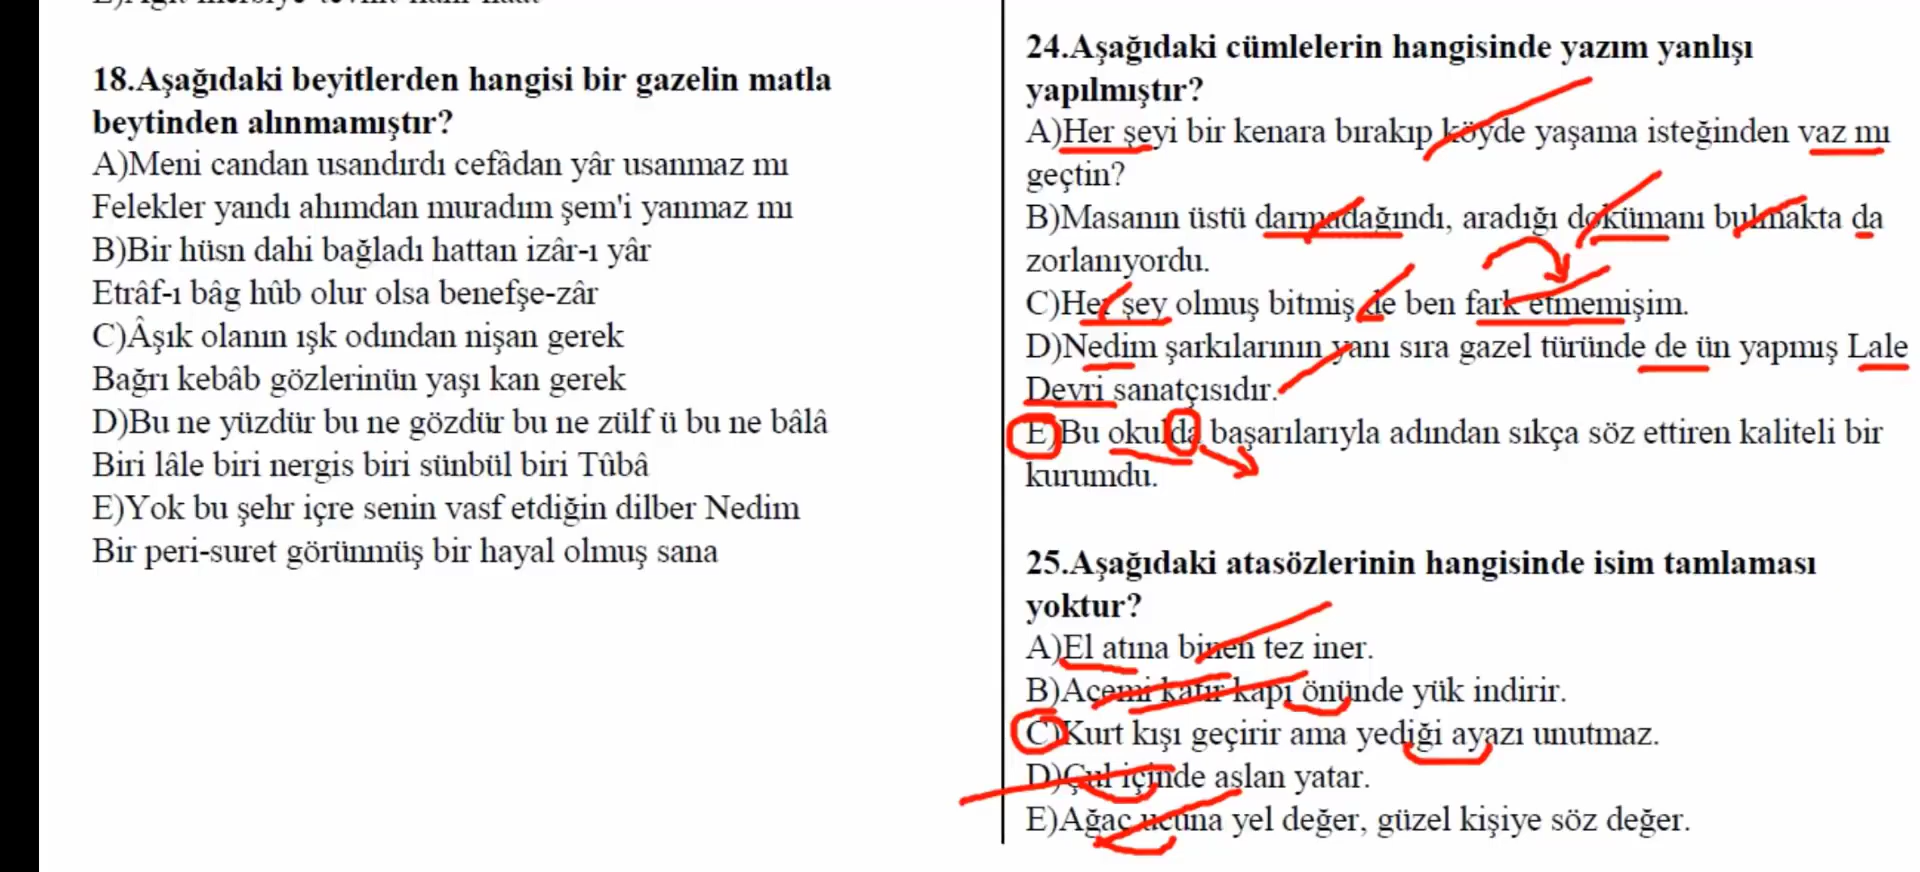 18.Aşağıdaki beyitlerden hangisi bir gazelin matla
beytinden alınmamıştır?
A)Meni candan usandırdı cefâdan yâr usanmaz mı
Felekler yandı ahımdan muradım şem'i yanmaz mı
B)Bir hüsn dahi bağladı hattan izâr-ı yâr
Etrâf-ı bâg hûb olur olsa benefşe-zâr
C)Âşık olanın ışk odından nişan gerek
Bağrı kebâb gözlerinün yaşı kan gerek
D)Bu ne yüzdür bu ne gözdür bu ne zülf ü bu ne bâlâ
Biri lâle biri nergis biri sünbül biri Tûbâ
E)Yok bu şehr içre senin vasf etdiğin dilber Nedim
Bir peri-suret görünmüş bir hayal olmuş sana
24.Aşağıdaki cümlelerin hangisinde yazım yanlışı
yapılmıştır?
A)Her şeyi bir kenara bırakıp köyde yaşama isteğinden vaz mı
geçtin?
B)Masanın üstü darmadağındı, aradığı dokümanı bulmakta da
zorlanıyordu.
C)Her şey olmuş bitmiş de ben fark etmemişim.
D)Nedim şarkılarının yanı sıra gazel türünde de ün yapmış Lale
Devri sanatçısıdır.
E)Bu okulda başarılarıyla adından sıkça söz ettiren kaliteli bir
kurumdu.
25.Aşağıdaki atasözlerinin hangisinde isim tamlaması
yoktur?
A)El atına binen tez iner.
B)Acemi katır kapı önünde yük indirir.
C)Kurt kışı geçirir ama yediği ayazı unutmaz.
D)Çul içinde aslan yatar.
E)Ağaç ucuna yel değer, güzel kişiye söz değer.